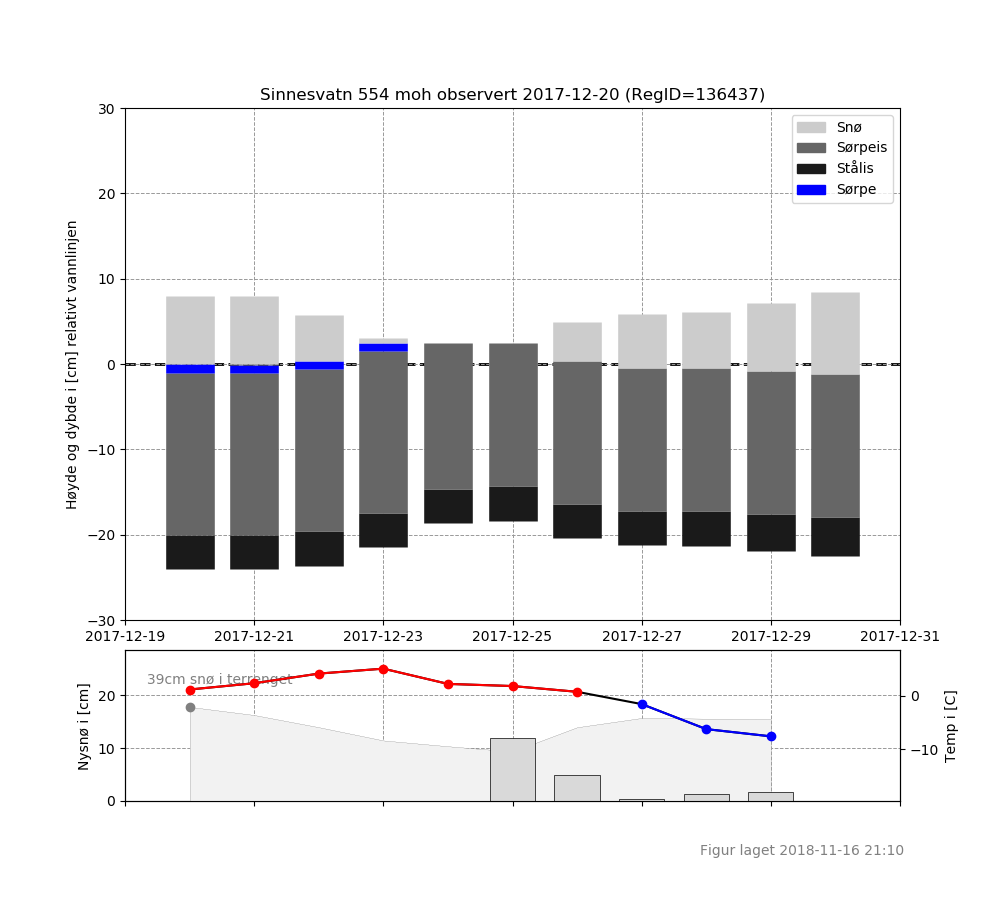 Sinnesvatn 554 moh observert 2017-12-20 (RegID=136437)
Høyde og dybde i [cm] relativt vannlinjen
30
20
10
0
−10
−20
−30
Snø
Sørpeis
Stålis
Sørpe
2017-12-19 2017-12-21 2017-12-23 2017-12-25 2017-12-27 2017-12-29 2017-12-31
39cm snø i terrenget
Nysnø i [cm]
20
10
0
0
−10
Temp i [C]
Figur laget 2018-11-16 21:10